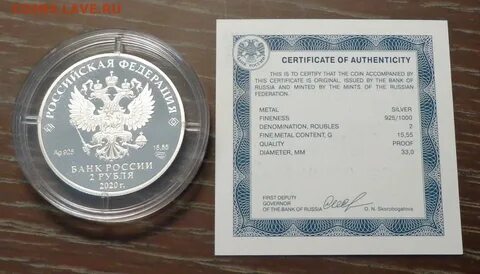 РОССИЙСКАЯ ФЕДЕРАЦИЯ
Ag 925
15,55
БАНК РОССИИ
2 РУБЛЯ
2020 г.
CERTIFICATE OF AUTHENTICITY
THIS IS TO CERTIFY THAT THE COIN ACCOMPANIED BY
THIS CERTIFICATE IS ORIGINAL, ISSUED BY THE BANK OF
RUSSIA AND MINTED BY THE MINTS OF THE RUSSIAN
FEDERATION.
METAL SILVER
FINENESS 925/1000
DENOMINATION, ROUBLES 2
FINE METAL CONTENT, G 15,55
QUALITY PROOF
DIAMETER, MM 33,0
FIRST DEPUTY
GOVERNOR
OF THE BANK OF RUSSIA O. N. Skorobogatova